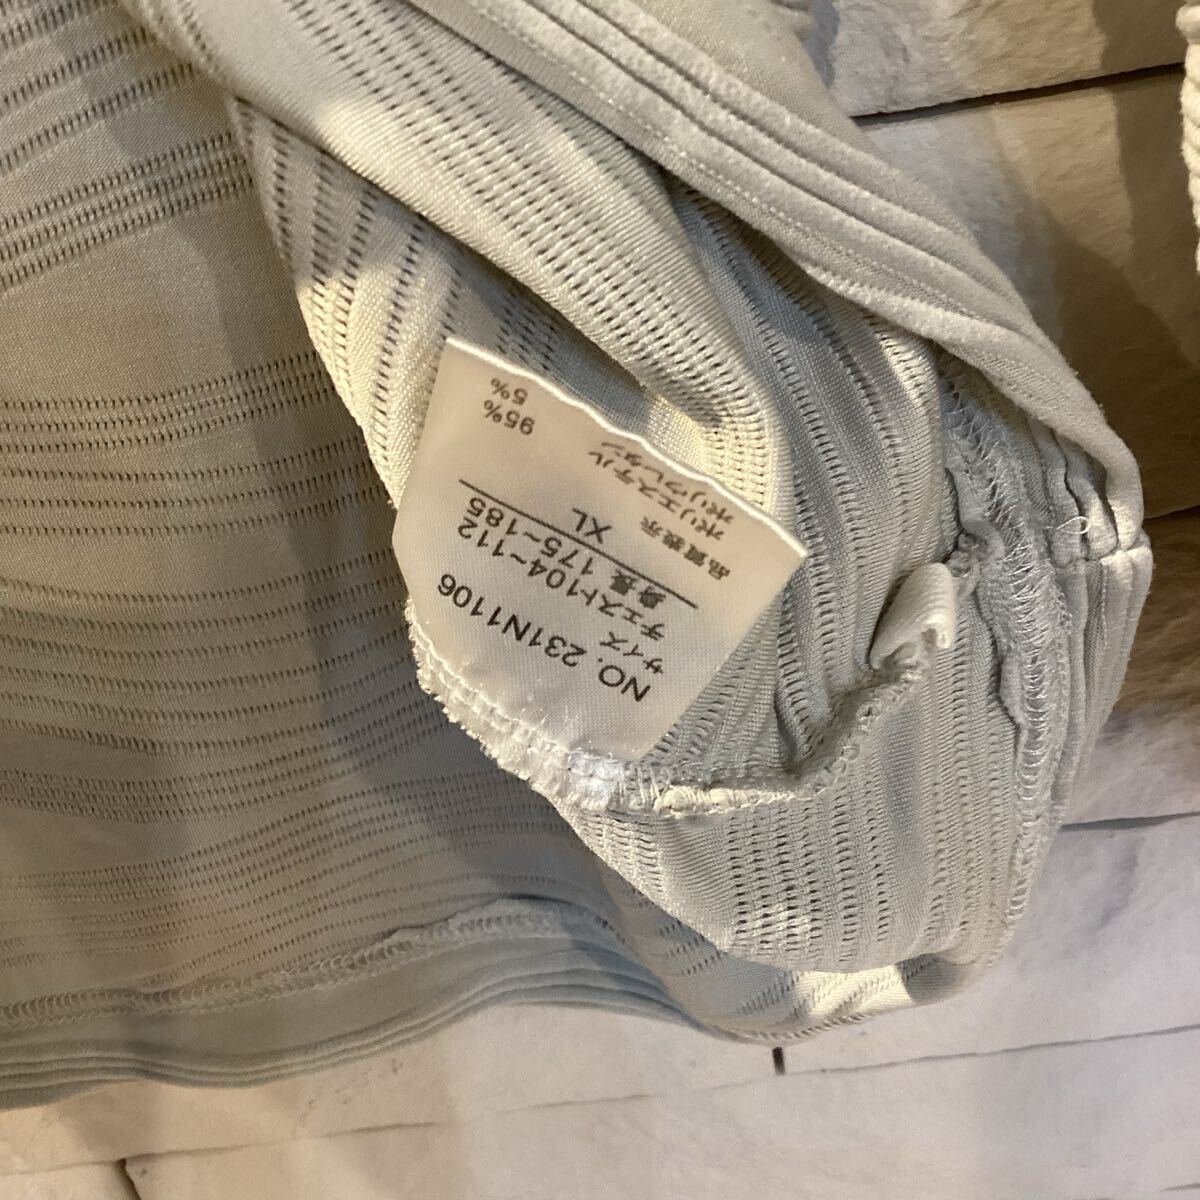 NO. 231N1106
サイズ
チェスト104~112
身長 175~185
XL
品質表示
ポリエステル 95%
ポリウレタン 5%